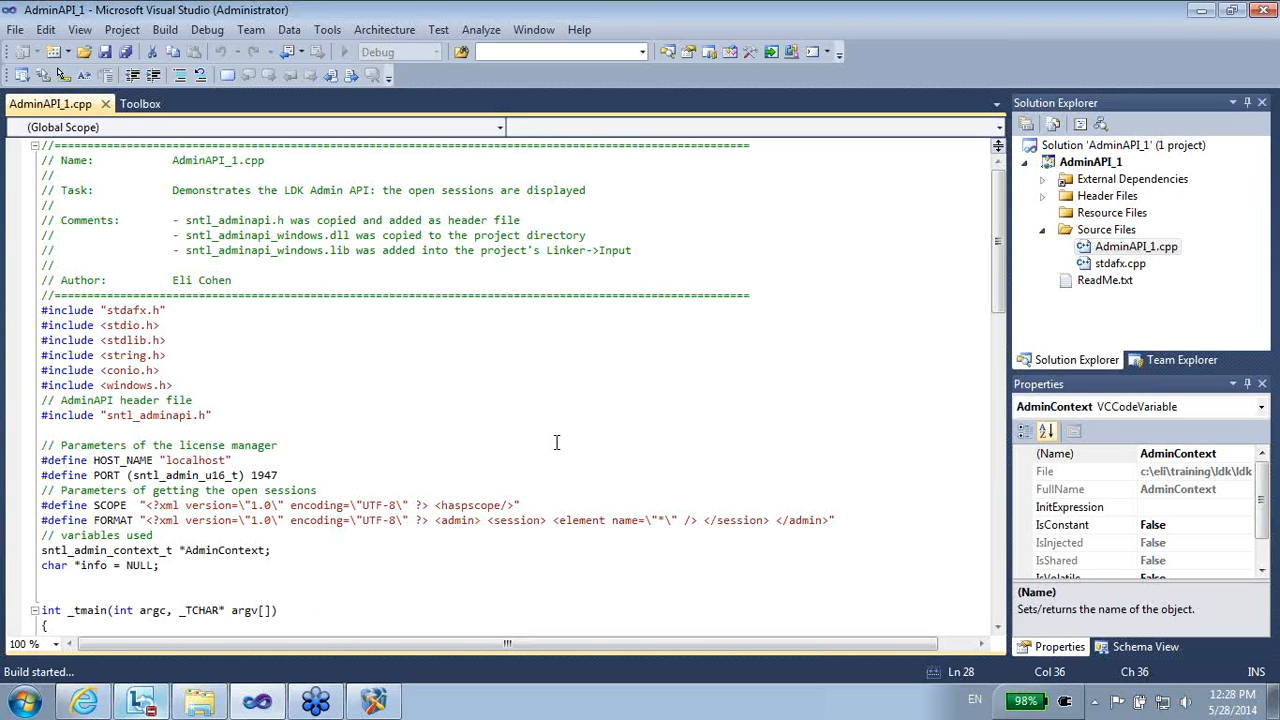 AdminAPI_1 - Microsoft Visual Studio (Administrator)
File Edit View Project Build Debug Team Data Tools Architecture Test Analyze Window Help
Debug
AdminAPI_1.cpp Toolbox
(Global Scope)
//==========================================================================================================
// Name: AdminAPI_1.cpp
//
// Task: Demonstrates the LDK Admin API: the open sessions are displayed
//
// Comments: - sntl_adminapi.h was copied and added as header file
// - sntl_adminapi_windows.dll was copied to the project directory
// - sntl_adminapi_windows.lib was added into the project's Linker->Input
//
// Author: Eli Cohen
//==========================================================================================================
#include "stdafx.h"
#include <stdio.h>
#include <stdlib.h>
#include <string.h>
#include <conio.h>
#include <windows.h>
// AdminAPI header file
#include "sntl_adminapi.h"
// Parameters of the license manager
#define HOST_NAME "localhost"
#define PORT (sntl_admin_u16_t) 1947
// Parameters of getting the open sessions
#define SCOPE "<?xml version=\"1.0\" encoding=\"UTF-8\" ?> <haspscope/>"
#define FORMAT "<?xml version=\"1.0\" encoding=\"UTF-8\" ?> <admin> <session> <element name=\"*\" /> </session> </admin>"
// variables used
sntl_admin_context_t *AdminContext;
char *info = NULL;
int _tmain(int argc, _TCHAR* argv[])
{
100 %
Solution Explorer
Solution 'AdminAPI_1' (1 project)
AdminAPI_1
External Dependencies
Header Files
Resource Files
Source Files
AdminAPI_1.cpp
stdafx.cpp
ReadMe.txt
Solution Explorer Team Explorer
Properties
AdminContext VCCodeVariable
(Name) AdminContext
File c:\eli\training\ldk\ldk
FullName AdminContext
InitExpression
IsConstant False
IsInjected False
IsShared False
IsVolatile False
(Name)
Sets/returns the name of the object.
Properties Schema View
Build started... Ln 28 Col 36 Ch 36 INS
EN 98% 12:28 PM
5/28/2014